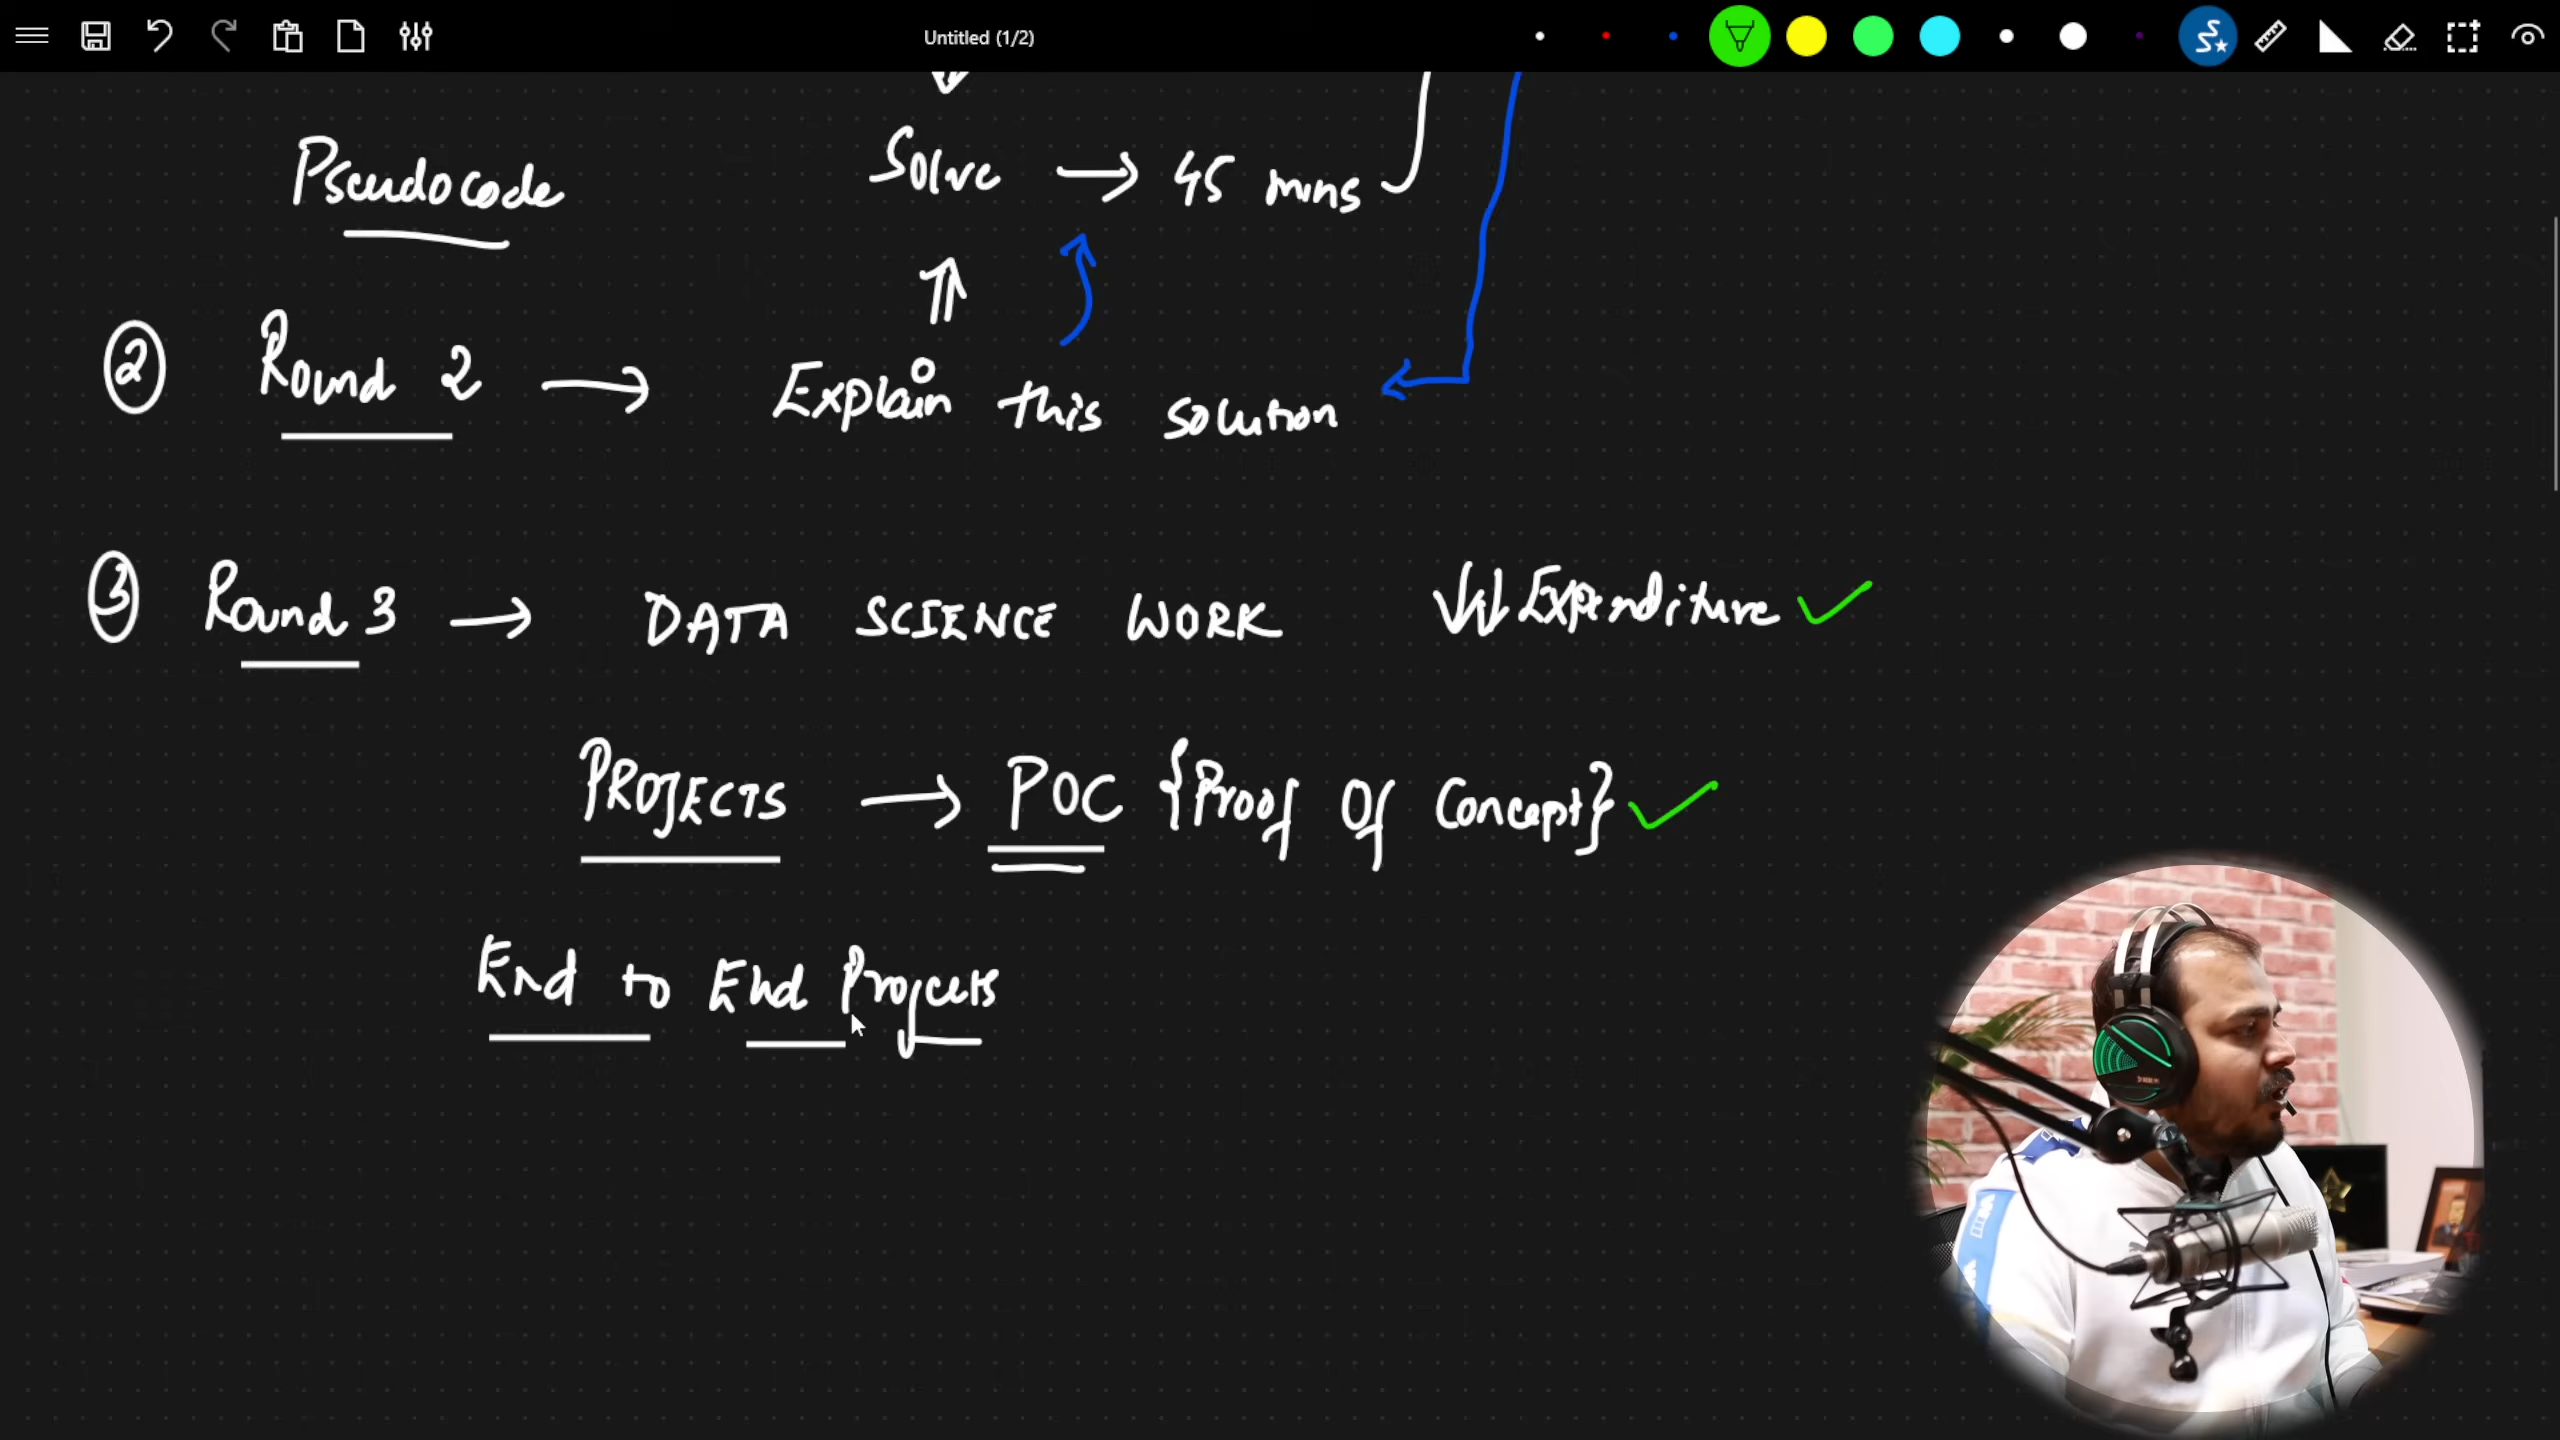 Untitled (1/2)
Solve → 45 mins
Pseudocode
② Round 2 → Explain this solution
③ Round 3 → DATA SCIENCE WORK ↓↓↓ Expenditure ✓
PROJECTS → POC {Proof Of Concept} ✓
End to End Projects